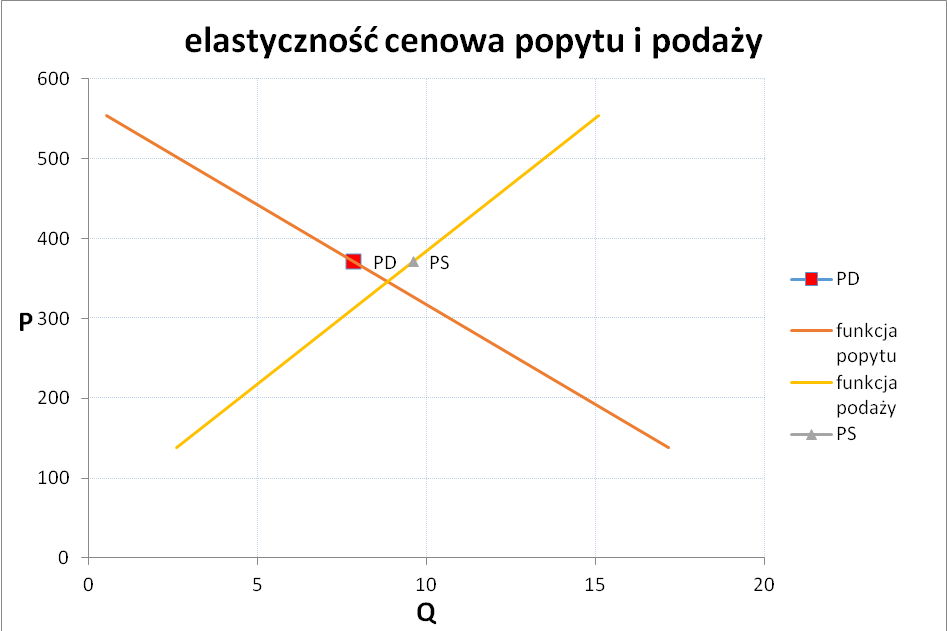 elastyczność cenowa popytu i podaży
600
500
400
300
200
100
0
P
PD
PS
0 5 10 15 20
Q
PD
funkcja
popytu
funkcja
podaży
PS